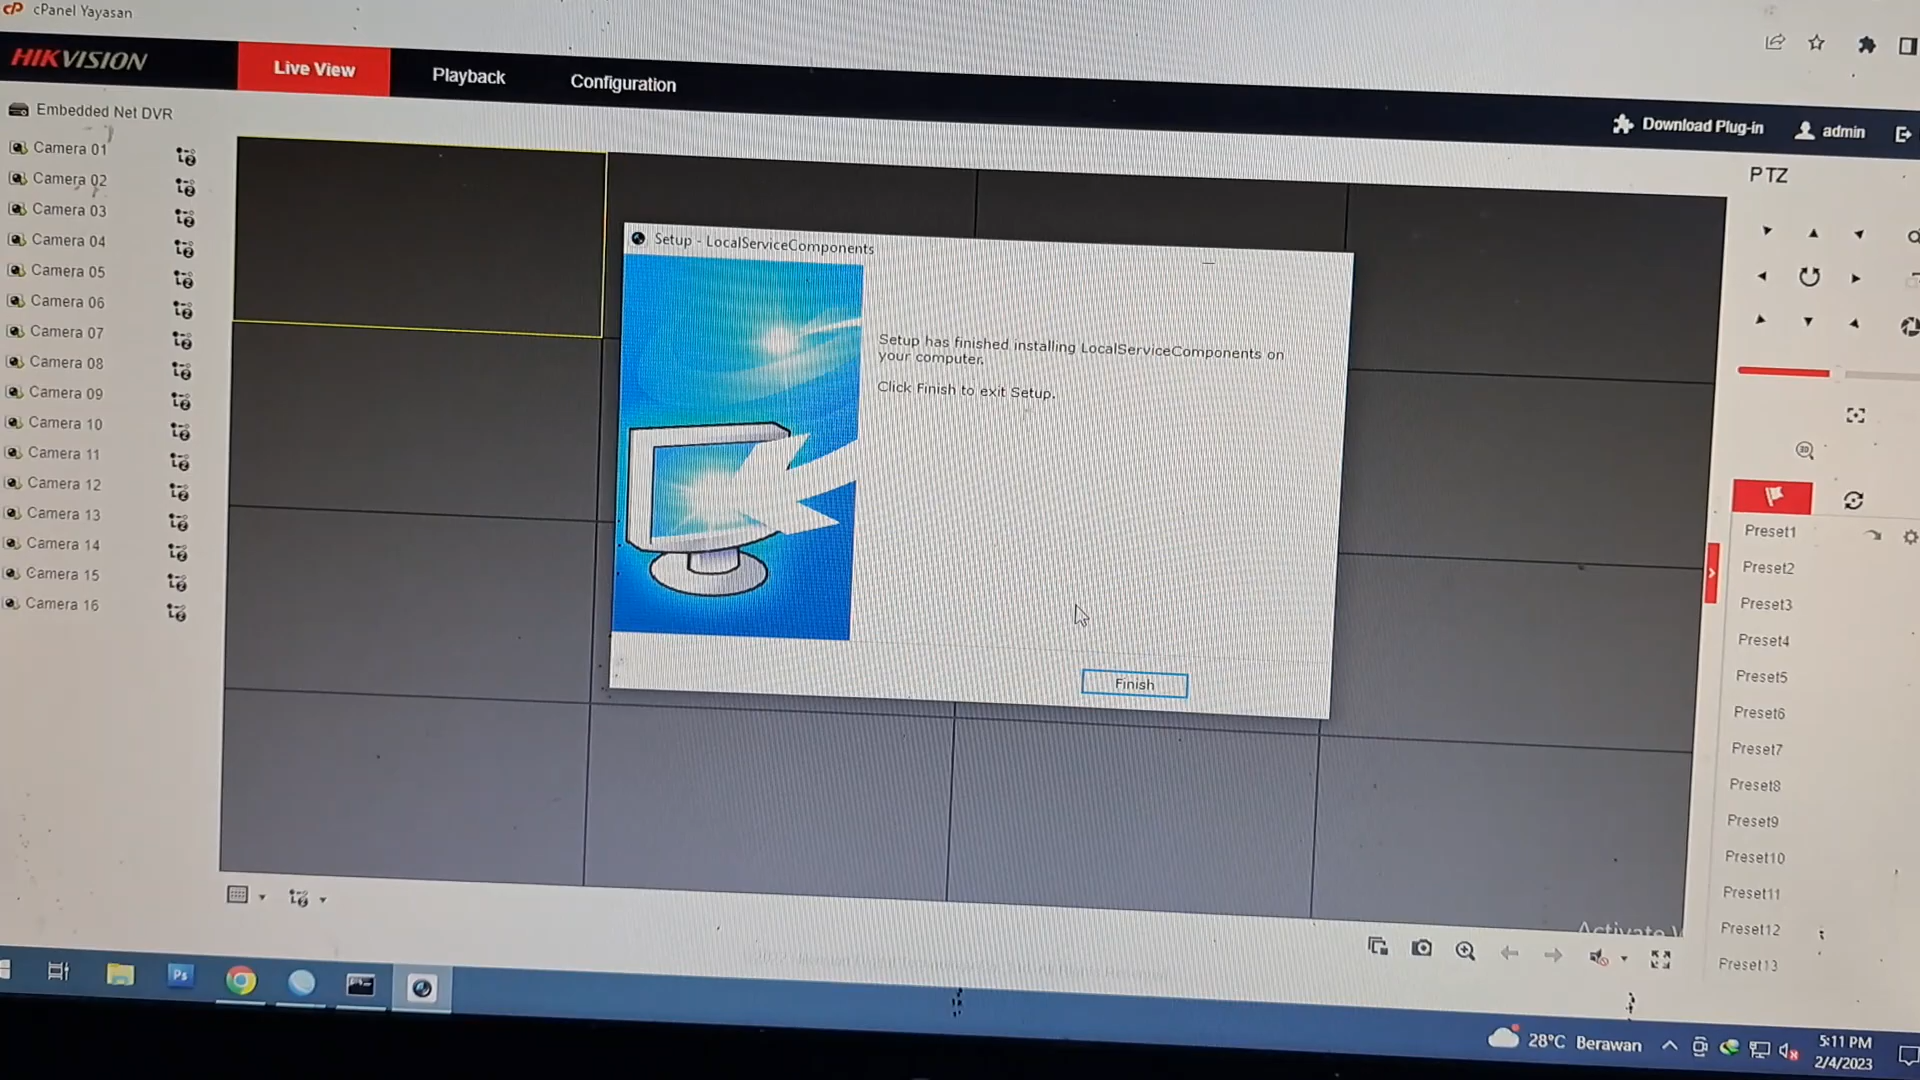 cPanel Yayasan
HIKVISION
Live View
Playback
Configuration
Download Plug-in
admin
Embedded Net DVR
Camera 01
Camera 02
Camera 03
Camera 04
Camera 05
Camera 06
Camera 07
Camera 08
Camera 09
Camera 10
Camera 11
Camera 12
Camera 13
Camera 14
Camera 15
Camera 16
Setup - LocalServiceComponents
Setup has finished installing LocalServiceComponents on
your computer.
Click Finish to exit Setup.
Finish
PTZ
Preset1
Preset2
Preset3
Preset4
Preset5
Preset6
Preset7
Preset8
Preset9
Preset10
Preset11
Preset12
Preset13
Activate
Ps
28°C Berawan
5:11 PM
2/4/2023